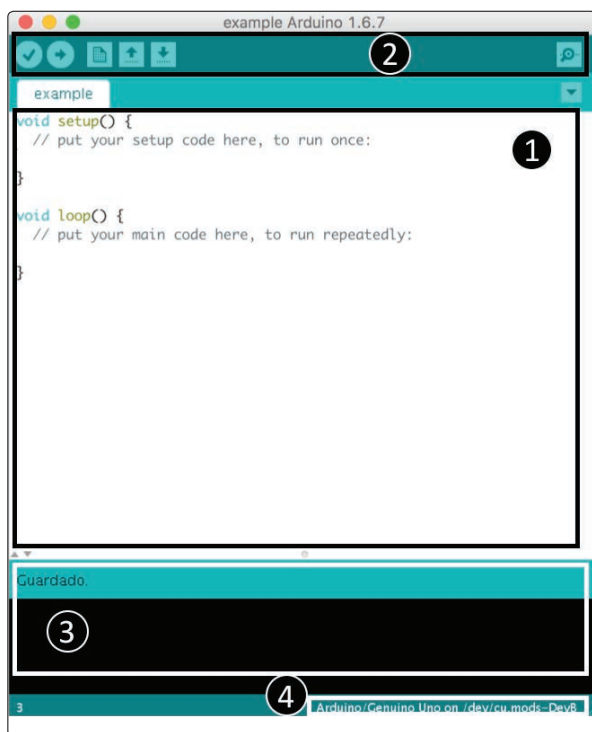 example Arduino 1.6.7
2
example
void setup() {
// put your setup code here, to run once:
1
}
void loop() {
// put your main code here, to run repeatedly:
}
Guardado.
3
4
3
Arduino/Genuino Uno on /dev/cu.mods-DevB